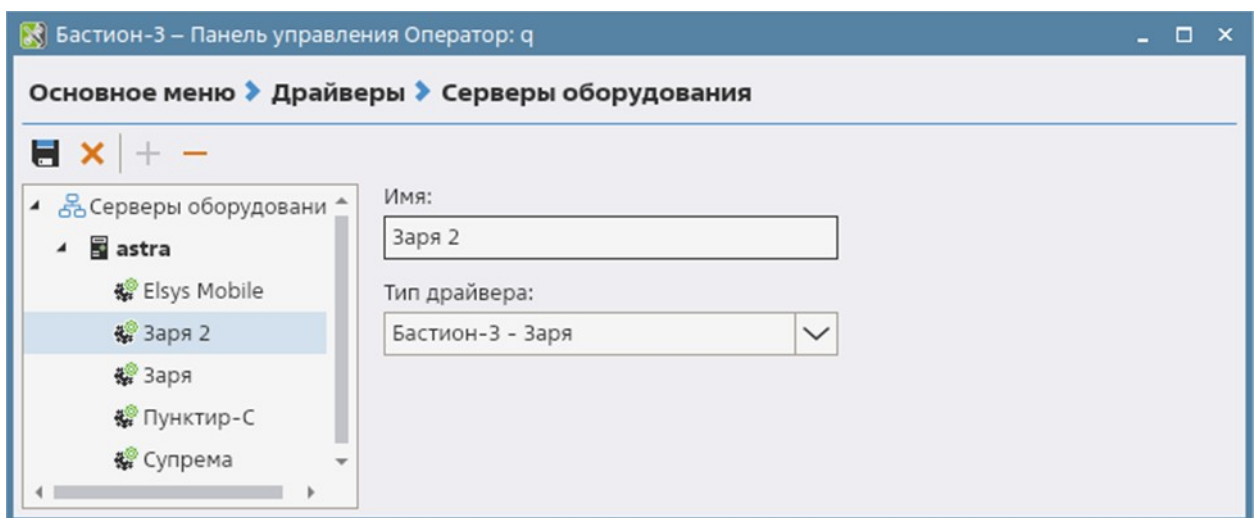 Бастион-3 – Панель управления Оператор: q
Основное меню Драйверы Серверы оборудования
Серверы оборудовани
astra
Elsys Mobile
Заря 2
Заря
Пунктир-С
Супрема
Имя:
Заря 2
Тип драйвера:
Бастион-3 - Заря